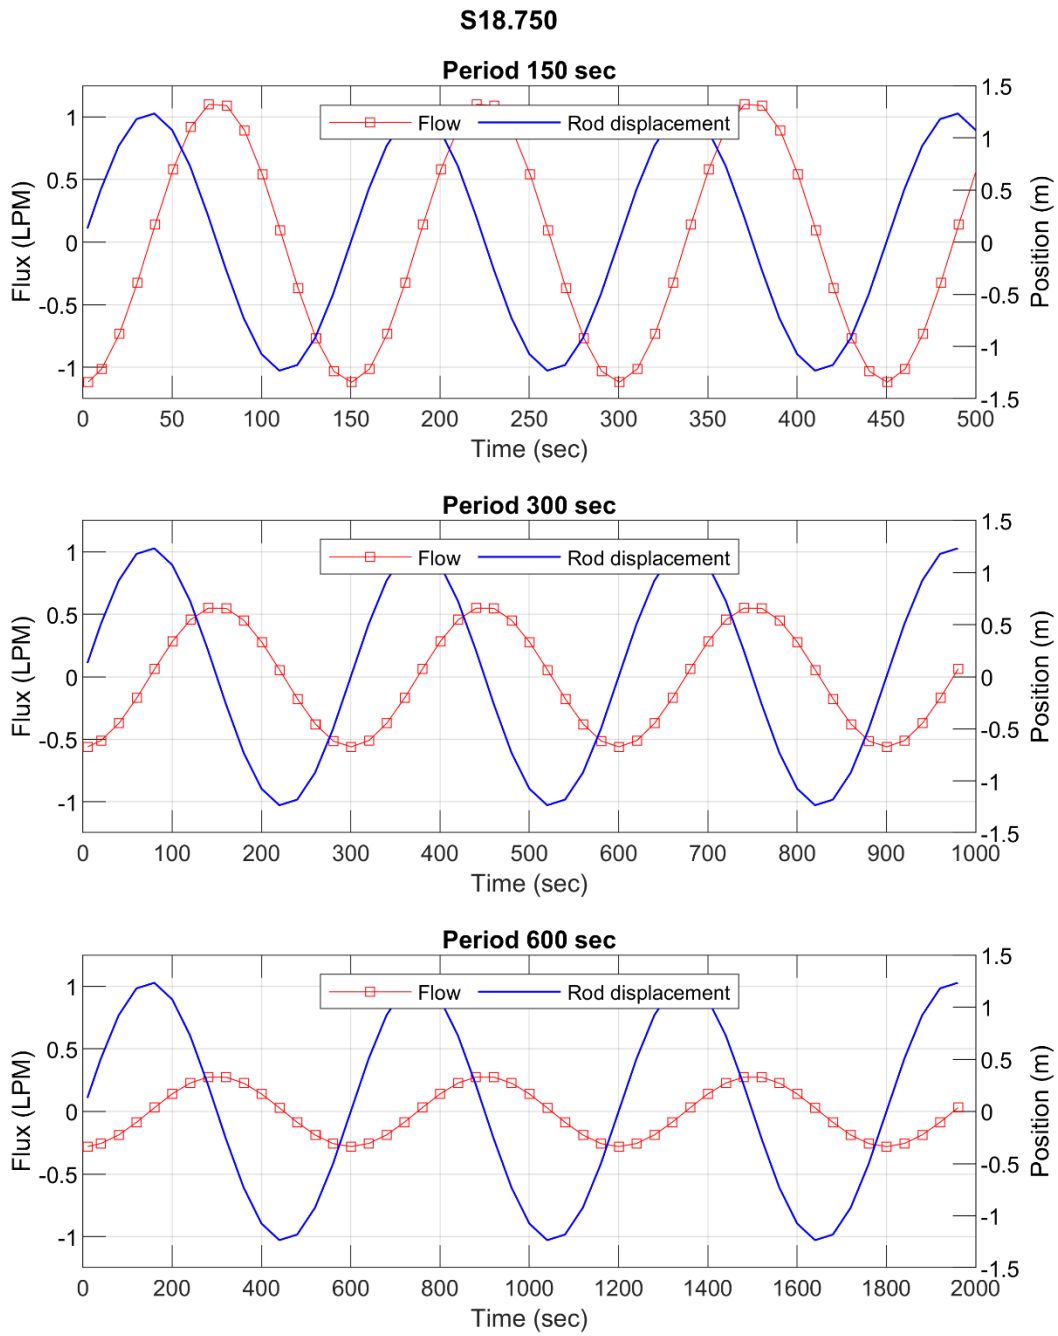 S18.750
Period 150 sec
Flow Rod displacement
Flux (LPM)
1
0.5
0
-0.5
-1
Position (m)
1.5
1
0.5
0
-0.5
-1
-1.5
0 50 100 150 200 250 300 350 400 450 500
Time (sec)
Period 300 sec
Flow Rod displacement
Flux (LPM)
1
0.5
0
-0.5
-1
Position (m)
1.5
1
0.5
0
-0.5
-1
-1.5
0 100 200 300 400 500 600 700 800 900 1000
Time (sec)
Period 600 sec
Flow Rod displacement
Flux (LPM)
1
0.5
0
-0.5
-1
Position (m)
1.5
1
0.5
0
-0.5
-1
-1.5
0 200 400 600 800 1000 1200 1400 1600 1800 2000
Time (sec)